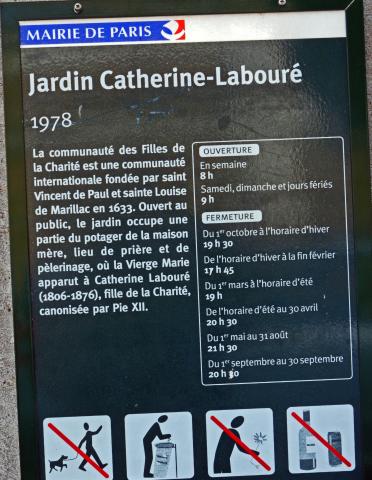 MAIRIE DE PARIS
Jardin Catherine-Labouré
1978
La communauté des Filles de
la Charité est une communauté
internationale fondée par saint
Vincent de Paul et sainte Louise
de Marillac en 1633. Ouvert au
public, le jardin occupe une
partie du potager de la maison
mère, lieu de prière et de
pèlerinage, où la Vierge Marie
apparut à Catherine Labouré
(1806-1876), fille de la Charité,
canonisée par Pie XII.
OUVERTURE
En semaine
8 h
Samedi, dimanche et jours fériés
9 h
FERMETURE
Du 1er octobre à l'horaire d'hiver
19 h 30
De l'horaire d'hiver à la fin février
17 h 45
Du 1er mars à l'horaire d'été
19 h
De l'horaire d'été au 30 avril
20 h 30
Du 1er mai au 31 août
21 h 30
Du 1er septembre au 30 septembre
20 h 30